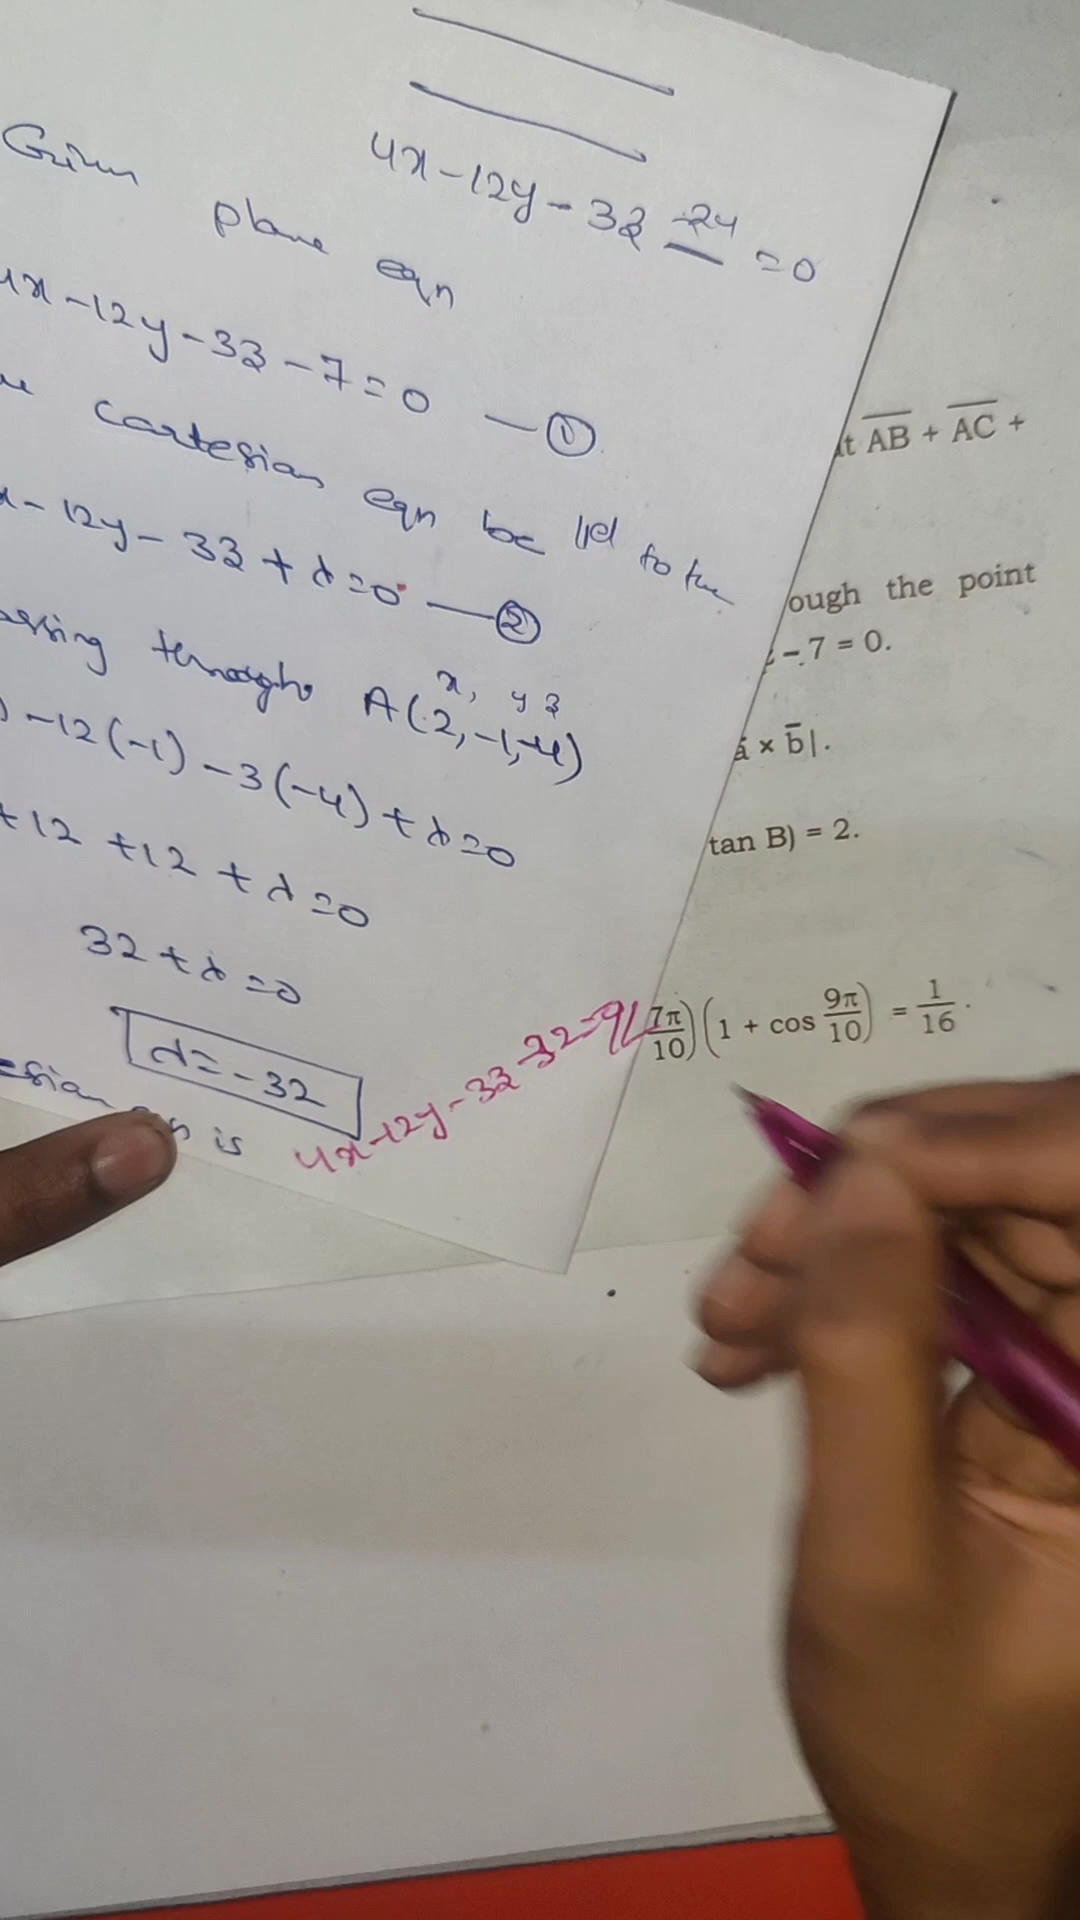 4x-12y-3z -24 =0
Given plane eqn
4x-12y-3z-7=0 —①
Cartesian eqn be ||el to the
x-12y-3z+λ=0 —②
through A(2,-1,-4)
x, y z
-12(-1)-3(-4)+λ=0
+12+12+λ=0
32+λ=0
λ=-32
is 4x-12y-3z-32=0
AB + AC +
ough the point
- 7 = 0.
a̅ × b̅|.
tan B) = 2.
7π/10)(1 + cos 9π/10) = 1/16.